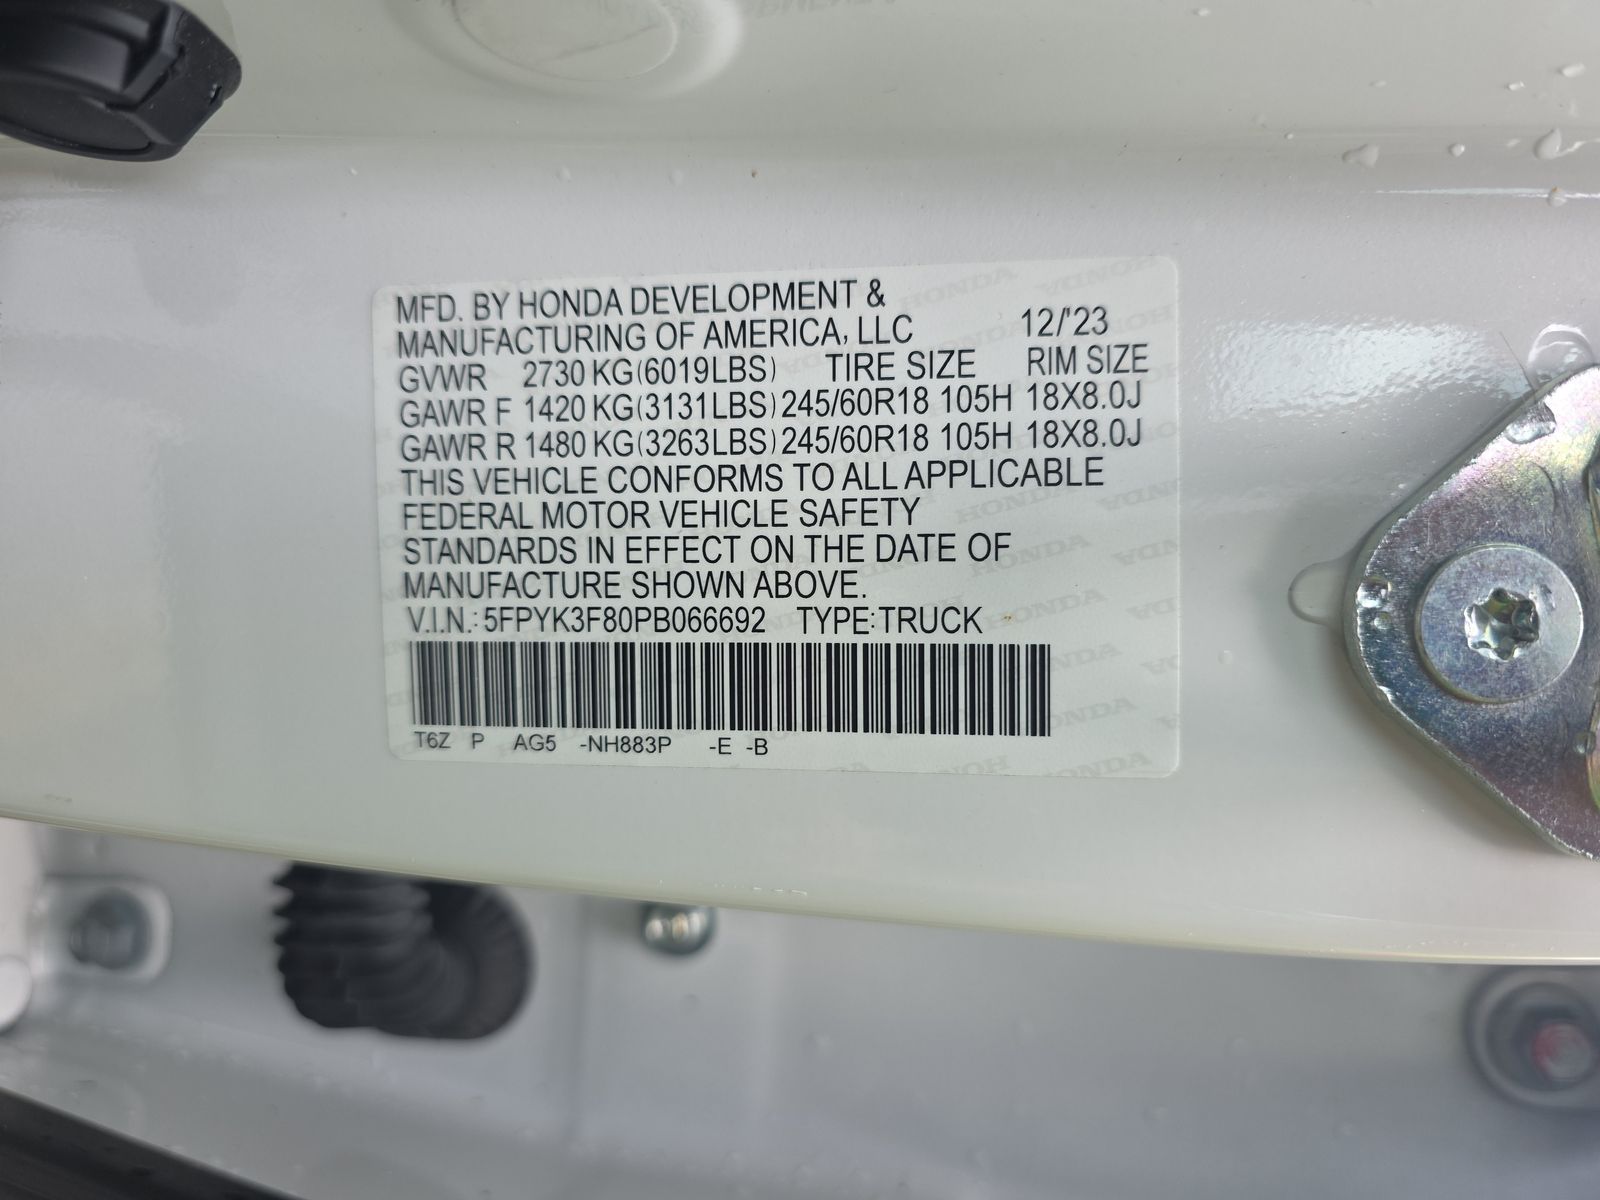 MFD. BY HONDA DEVELOPMENT &
MANUFACTURING OF AMERICA, LLC 12/'23
GVWR 2730 KG(6019LBS) TIRE SIZE RIM SIZE
GAWR F 1420 KG(3131LBS) 245/60R18 105H 18X8.0J
GAWR R 1480 KG(3263LBS) 245/60R18 105H 18X8.0J
THIS VEHICLE CONFORMS TO ALL APPLICABLE
FEDERAL MOTOR VEHICLE SAFETY
STANDARDS IN EFFECT ON THE DATE OF
MANUFACTURE SHOWN ABOVE.
V.I.N.: 5FPYK3F80PB066692 TYPE: TRUCK
T6Z P AG5 -NH883P -E -B